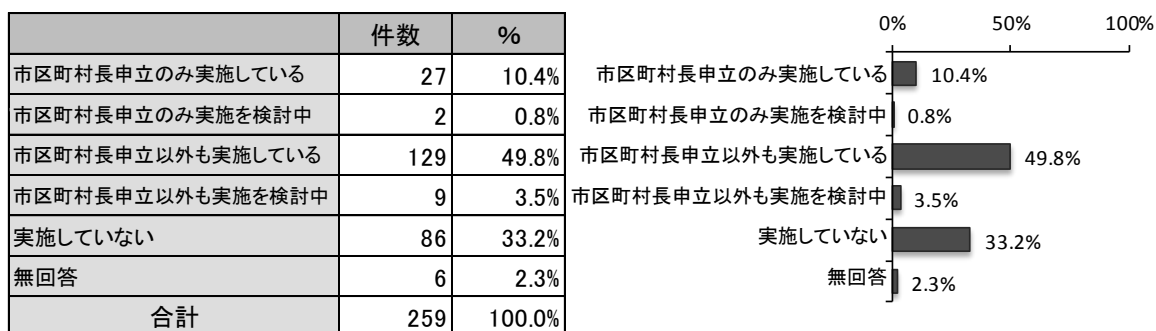 件数 %
市区町村長申立のみ実施している 27 10.4%
市区町村長申立のみ実施を検討中 2 0.8%
市区町村長申立以外も実施している 129 49.8%
市区町村長申立以外も実施を検討中 9 3.5%
実施していない 86 33.2%
無回答 6 2.3%
合計 259 100.0%
0% 50% 100%
市区町村長申立のみ実施している 10.4%
市区町村長申立のみ実施を検討中 0.8%
市区町村長申立以外も実施している 49.8%
市区町村長申立以外も実施を検討中 3.5%
実施していない 33.2%
無回答 2.3%